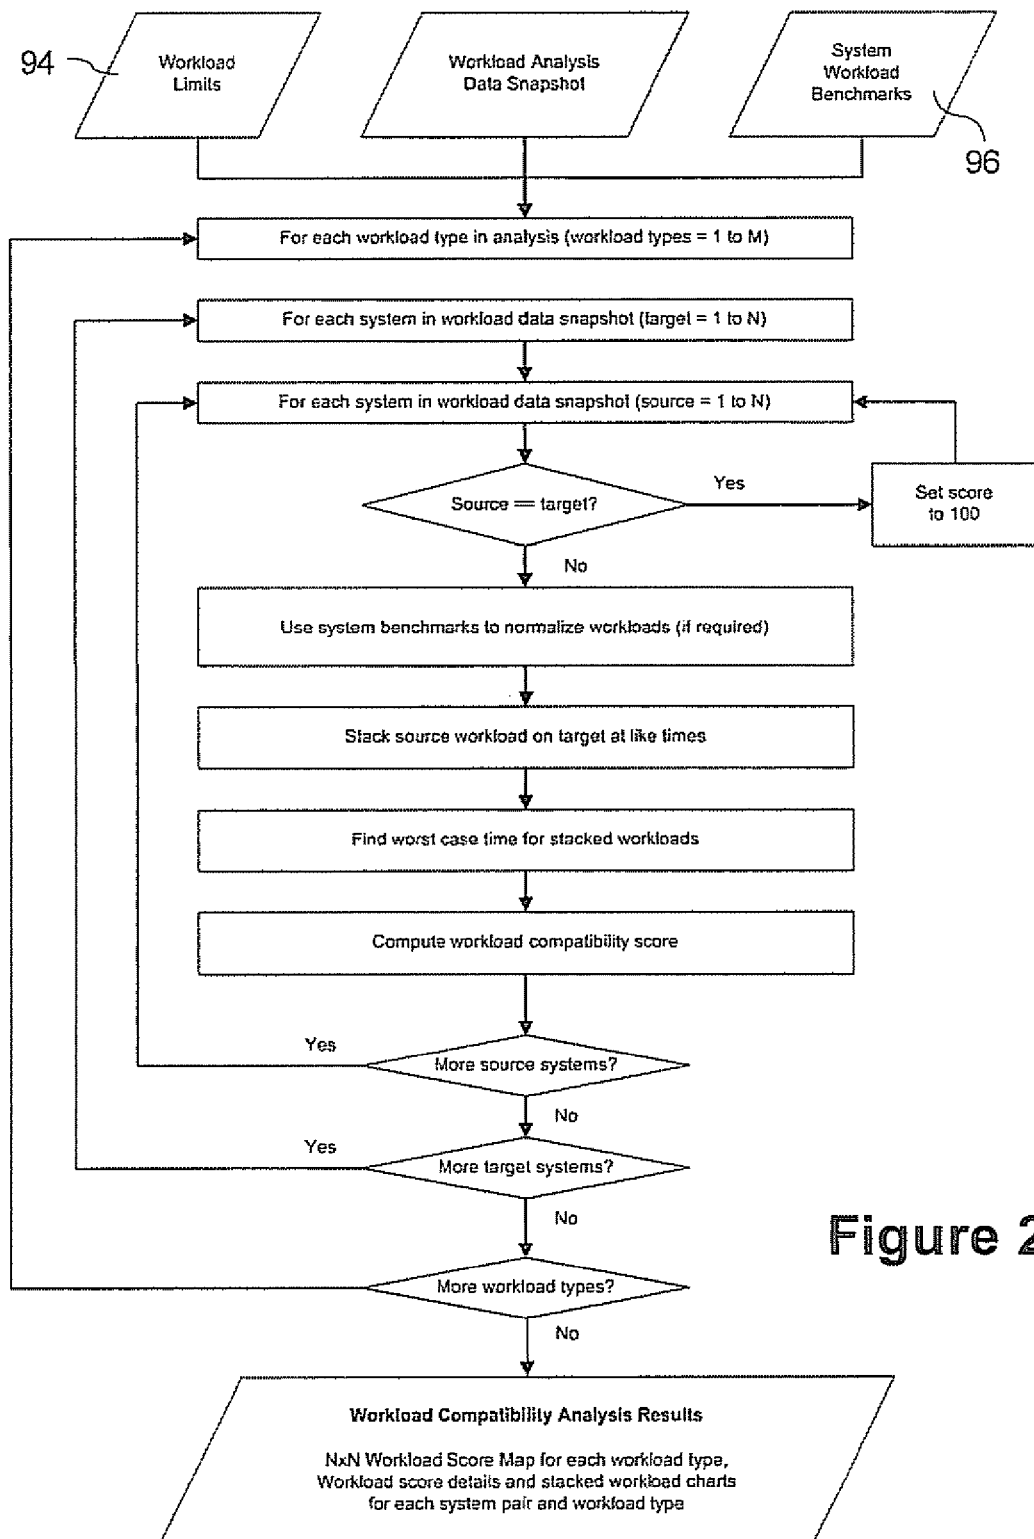 94
Workload
Limits
Workload Analysis
Data Snapshot
System
Workload
Benchmarks
96
For each workload type in analysis (workload types = 1 to M)
For each system in workload data snapshot (target = 1 to N)
For each system in workload data snapshot (source = 1 to N)
Source == target?
Yes
Set score
to 100
No
Use system benchmarks to normalize workloads (if required)
Stack source workload on target at like times
Find worst case time for stacked workloads
Compute workload compatibility score
Yes
More source systems?
No
Yes
More target systems?
No
Figure 2
More workload types?
No
Workload Compatibility Analysis Results
NxN Workload Score Map for each workload type,
Workload score details and stacked workload charts
for each system pair and workload type